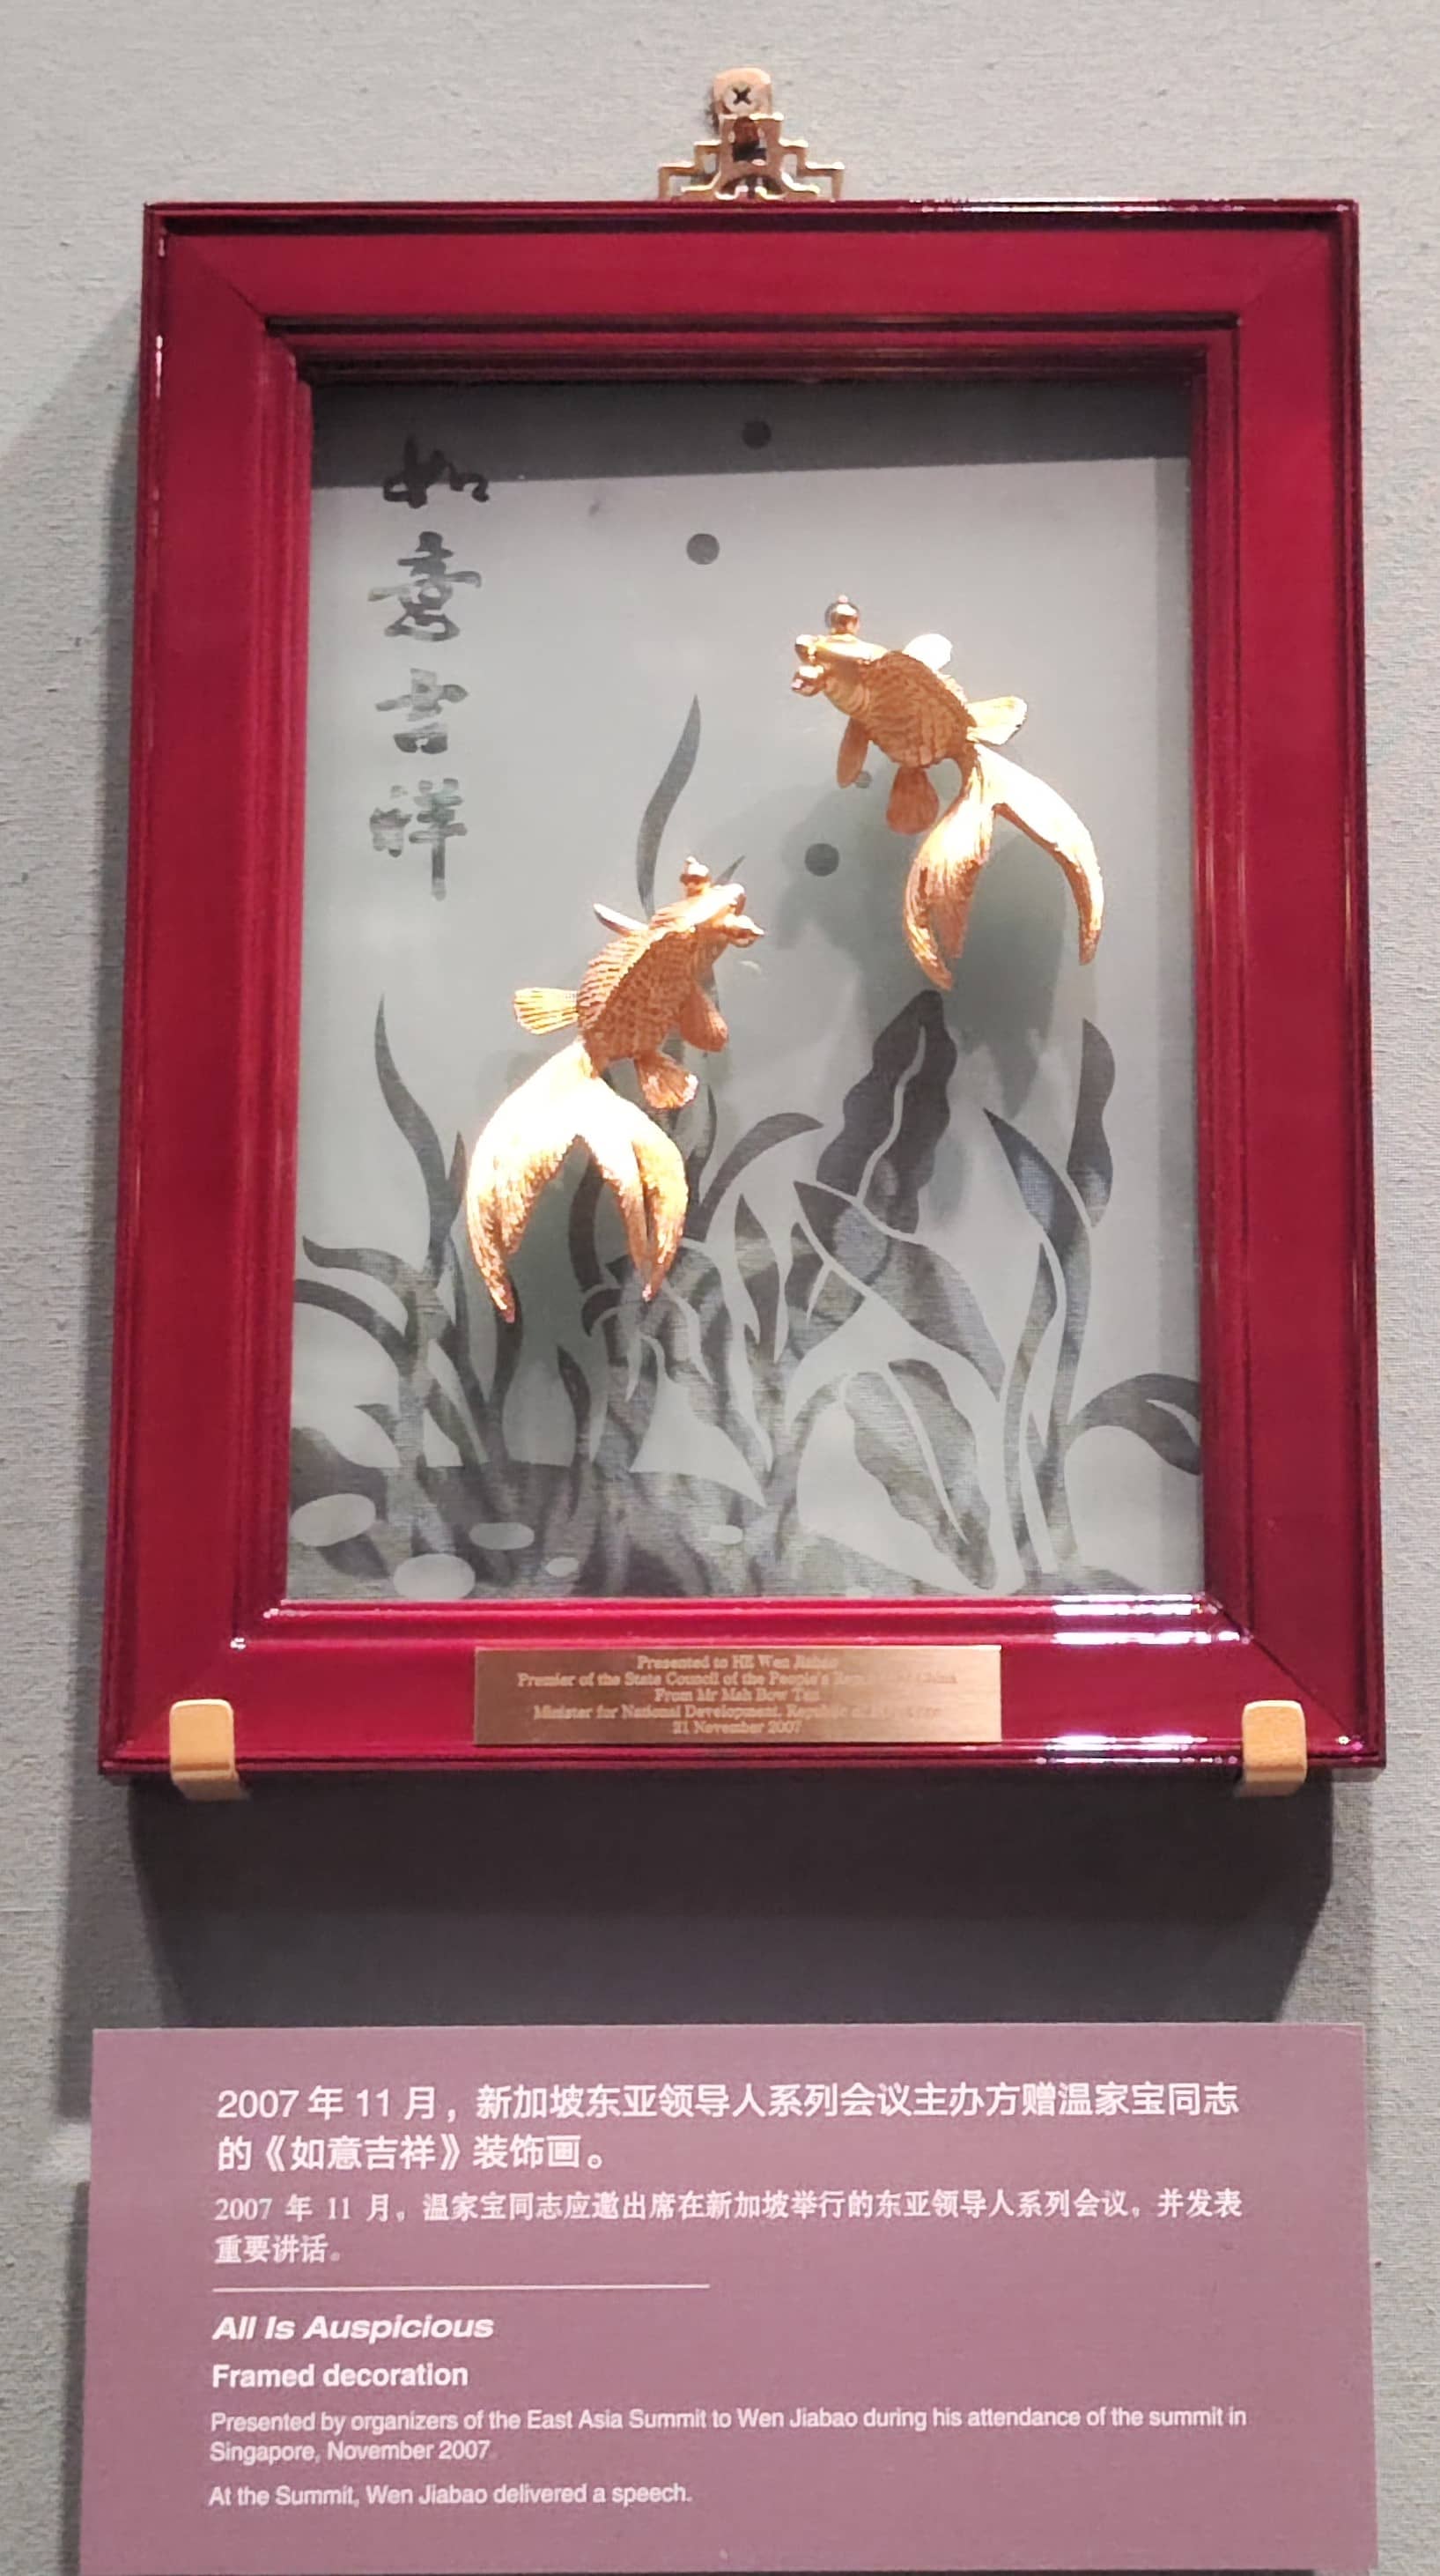 如
意
吉
祥
Presented to HE Wen Jiabao
Premier of the State Council of the People's Republic of China
From Mr Mah Bow Tan
Minister for National Development, Republic of
21 November 2007
2007 年 11 月，新加坡东亚领导人系列会议主办方赠温家宝同志
的《如意吉祥》装饰画。
2007 年 11 月，温家宝同志应邀出席在新加坡举行的东亚领导人系列会议，并发表
重要讲话。
All Is Auspicious
Framed decoration
Presented by organizers of the East Asia Summit to Wen Jiabao during his attendance of the summit in
Singapore, November 2007
At the Summit, Wen Jiabao delivered a speech.